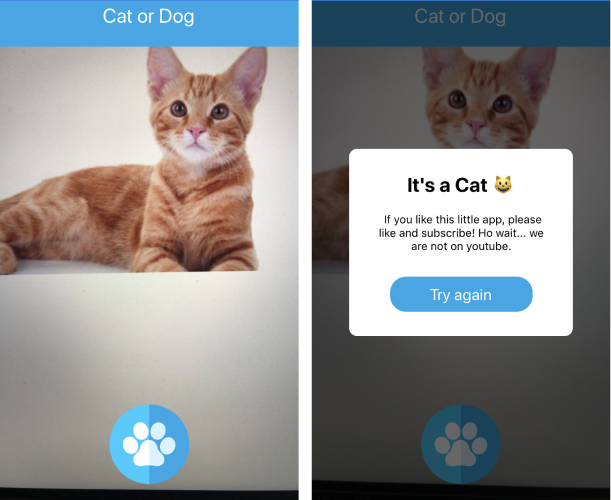 Cat or Dog
Cat or Dog
It's a Cat 😺
If you like this little app, please
like and subscribe! Ho wait... we
are not on youtube.
Try again